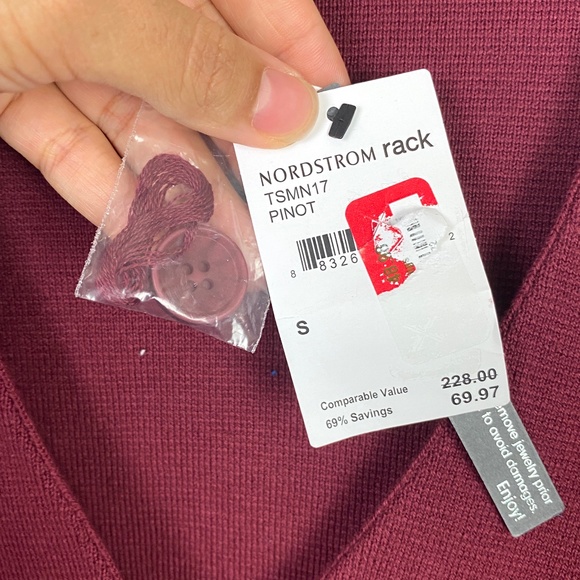 NORDSTROM rack
TSMN17
PINOT
8 8326
2
S
Comparable Value 228.00
69% Savings 69.97
move jewelry prior
to avoid damages.
Enjoy!